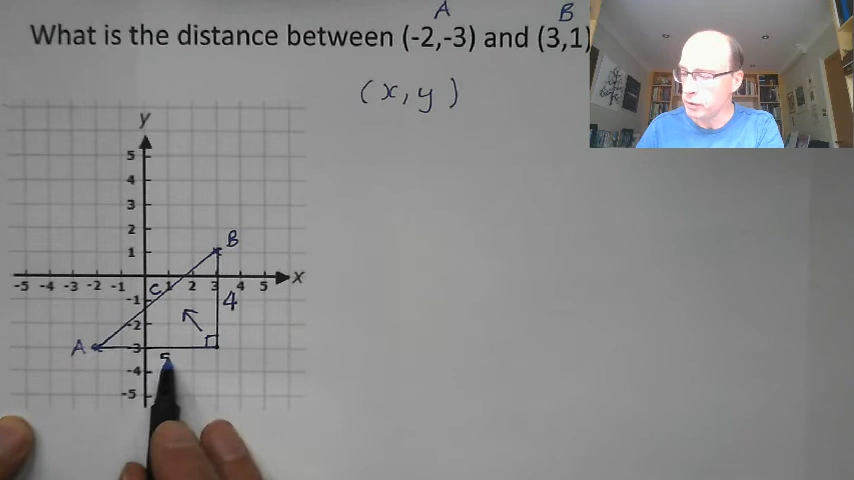 A B
What is the distance between (-2,-3) and (3,1)
(x, y)
y
5
4
3
2
1
-5 -4 -3 -2 -1 1 2 3 4 5 x
C
-1
-2
-3
-4
-5
B
4
A
5